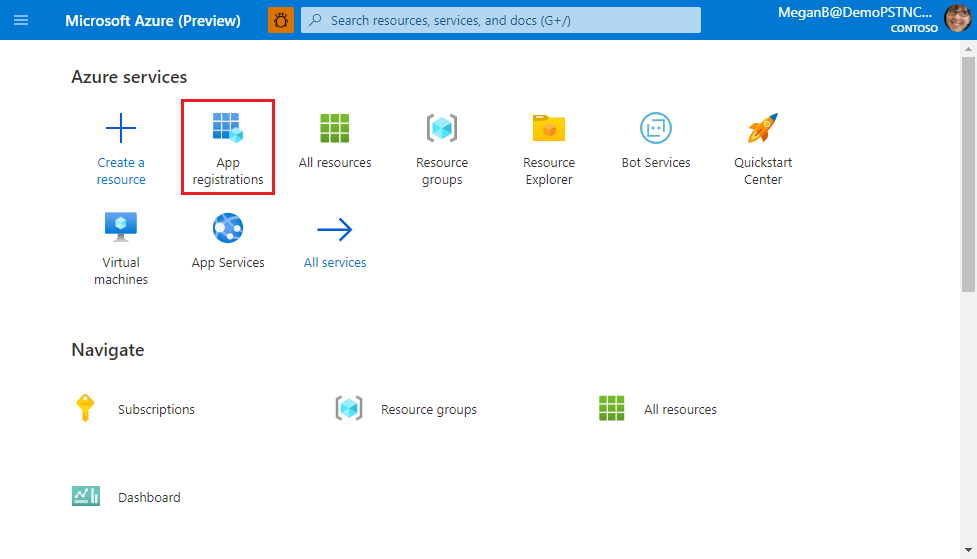 Microsoft Azure (Preview)
Search resources, services, and docs (G+/)
MeganB@DemoPSTNC...
CONTOSO
Azure services
Create a
resource
App
registrations
All resources
Resource
groups
Resource
Explorer
Bot Services
Quickstart
Center
Virtual
machines
App Services
All services
Navigate
Subscriptions
Resource groups
All resources
Dashboard